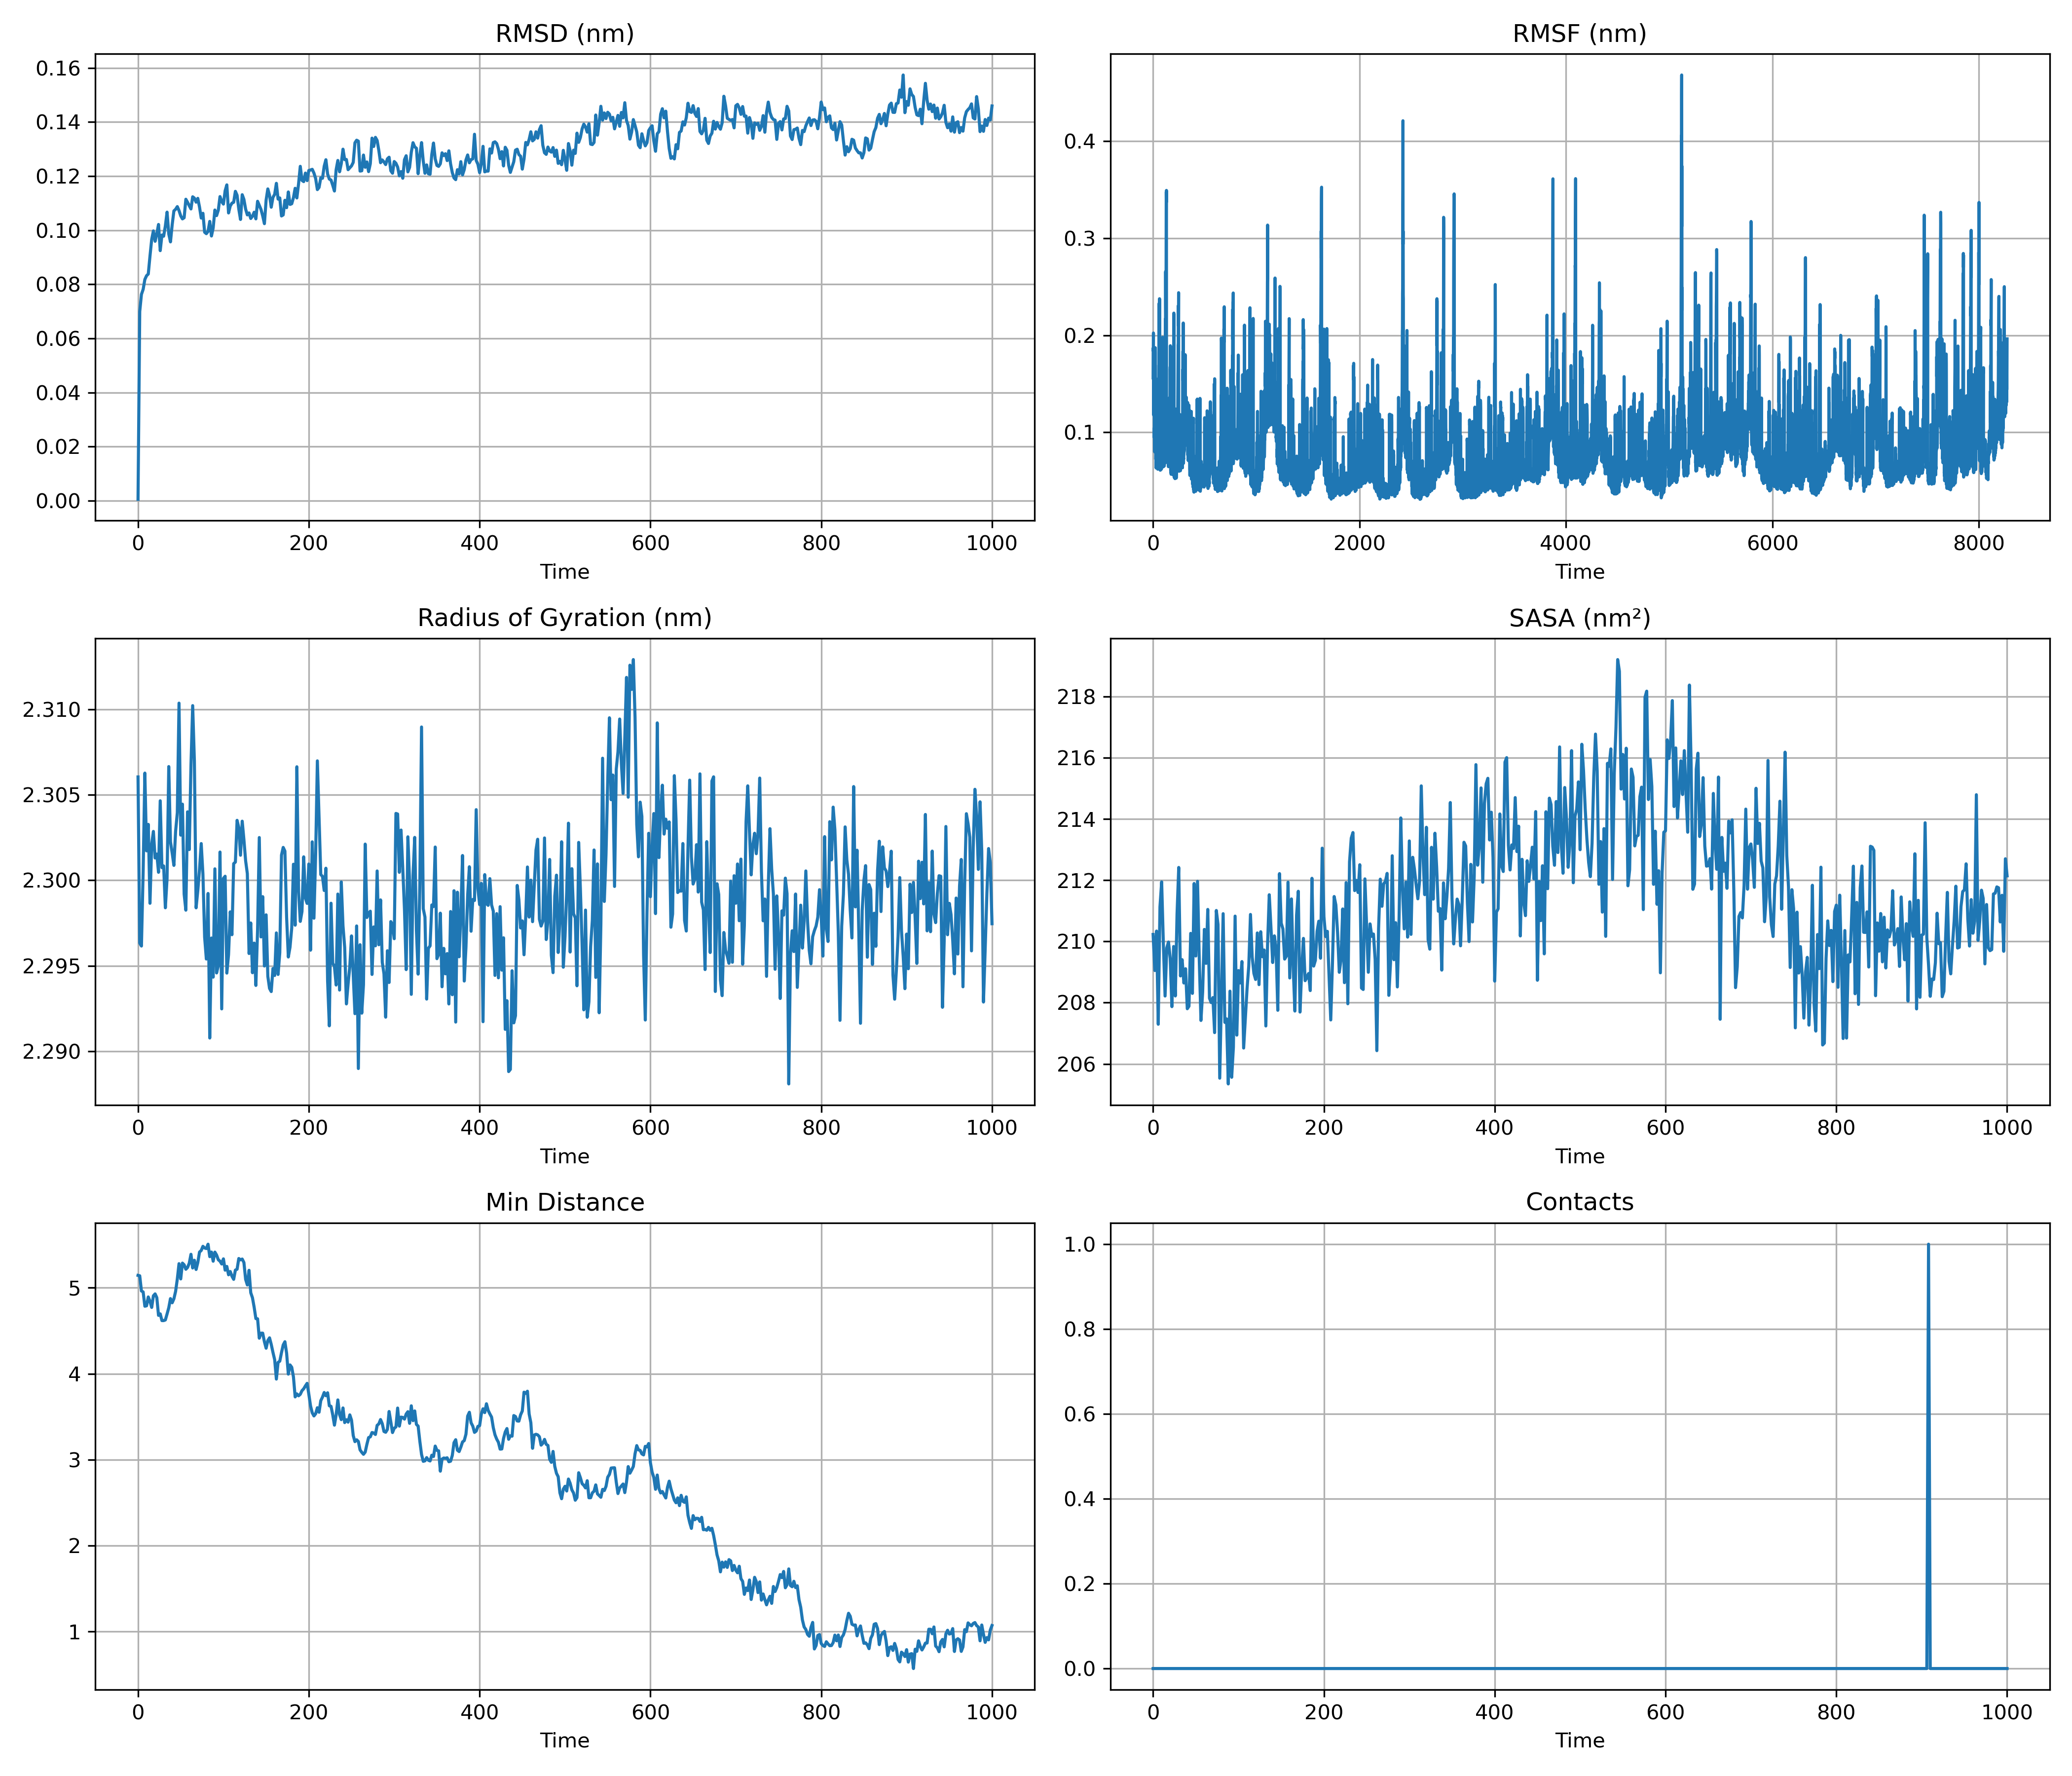 RMSD (nm)
0.16
0.14
0.12
0.10
0.08
0.06
0.04
0.02
0.00
0 200 400 600 800 1000
Time
RMSF (nm)
0.4
0.3
0.2
0.1
0 2000 4000 6000 8000
Time
Radius of Gyration (nm)
2.310
2.305
2.300
2.295
2.290
0 200 400 600 800 1000
Time
SASA (nm²)
218
216
214
212
210
208
206
0 200 400 600 800 1000
Time
Min Distance
5
4
3
2
1
0 200 400 600 800 1000
Time
Contacts
1.0
0.8
0.6
0.4
0.2
0.0
0 200 400 600 800 1000
Time